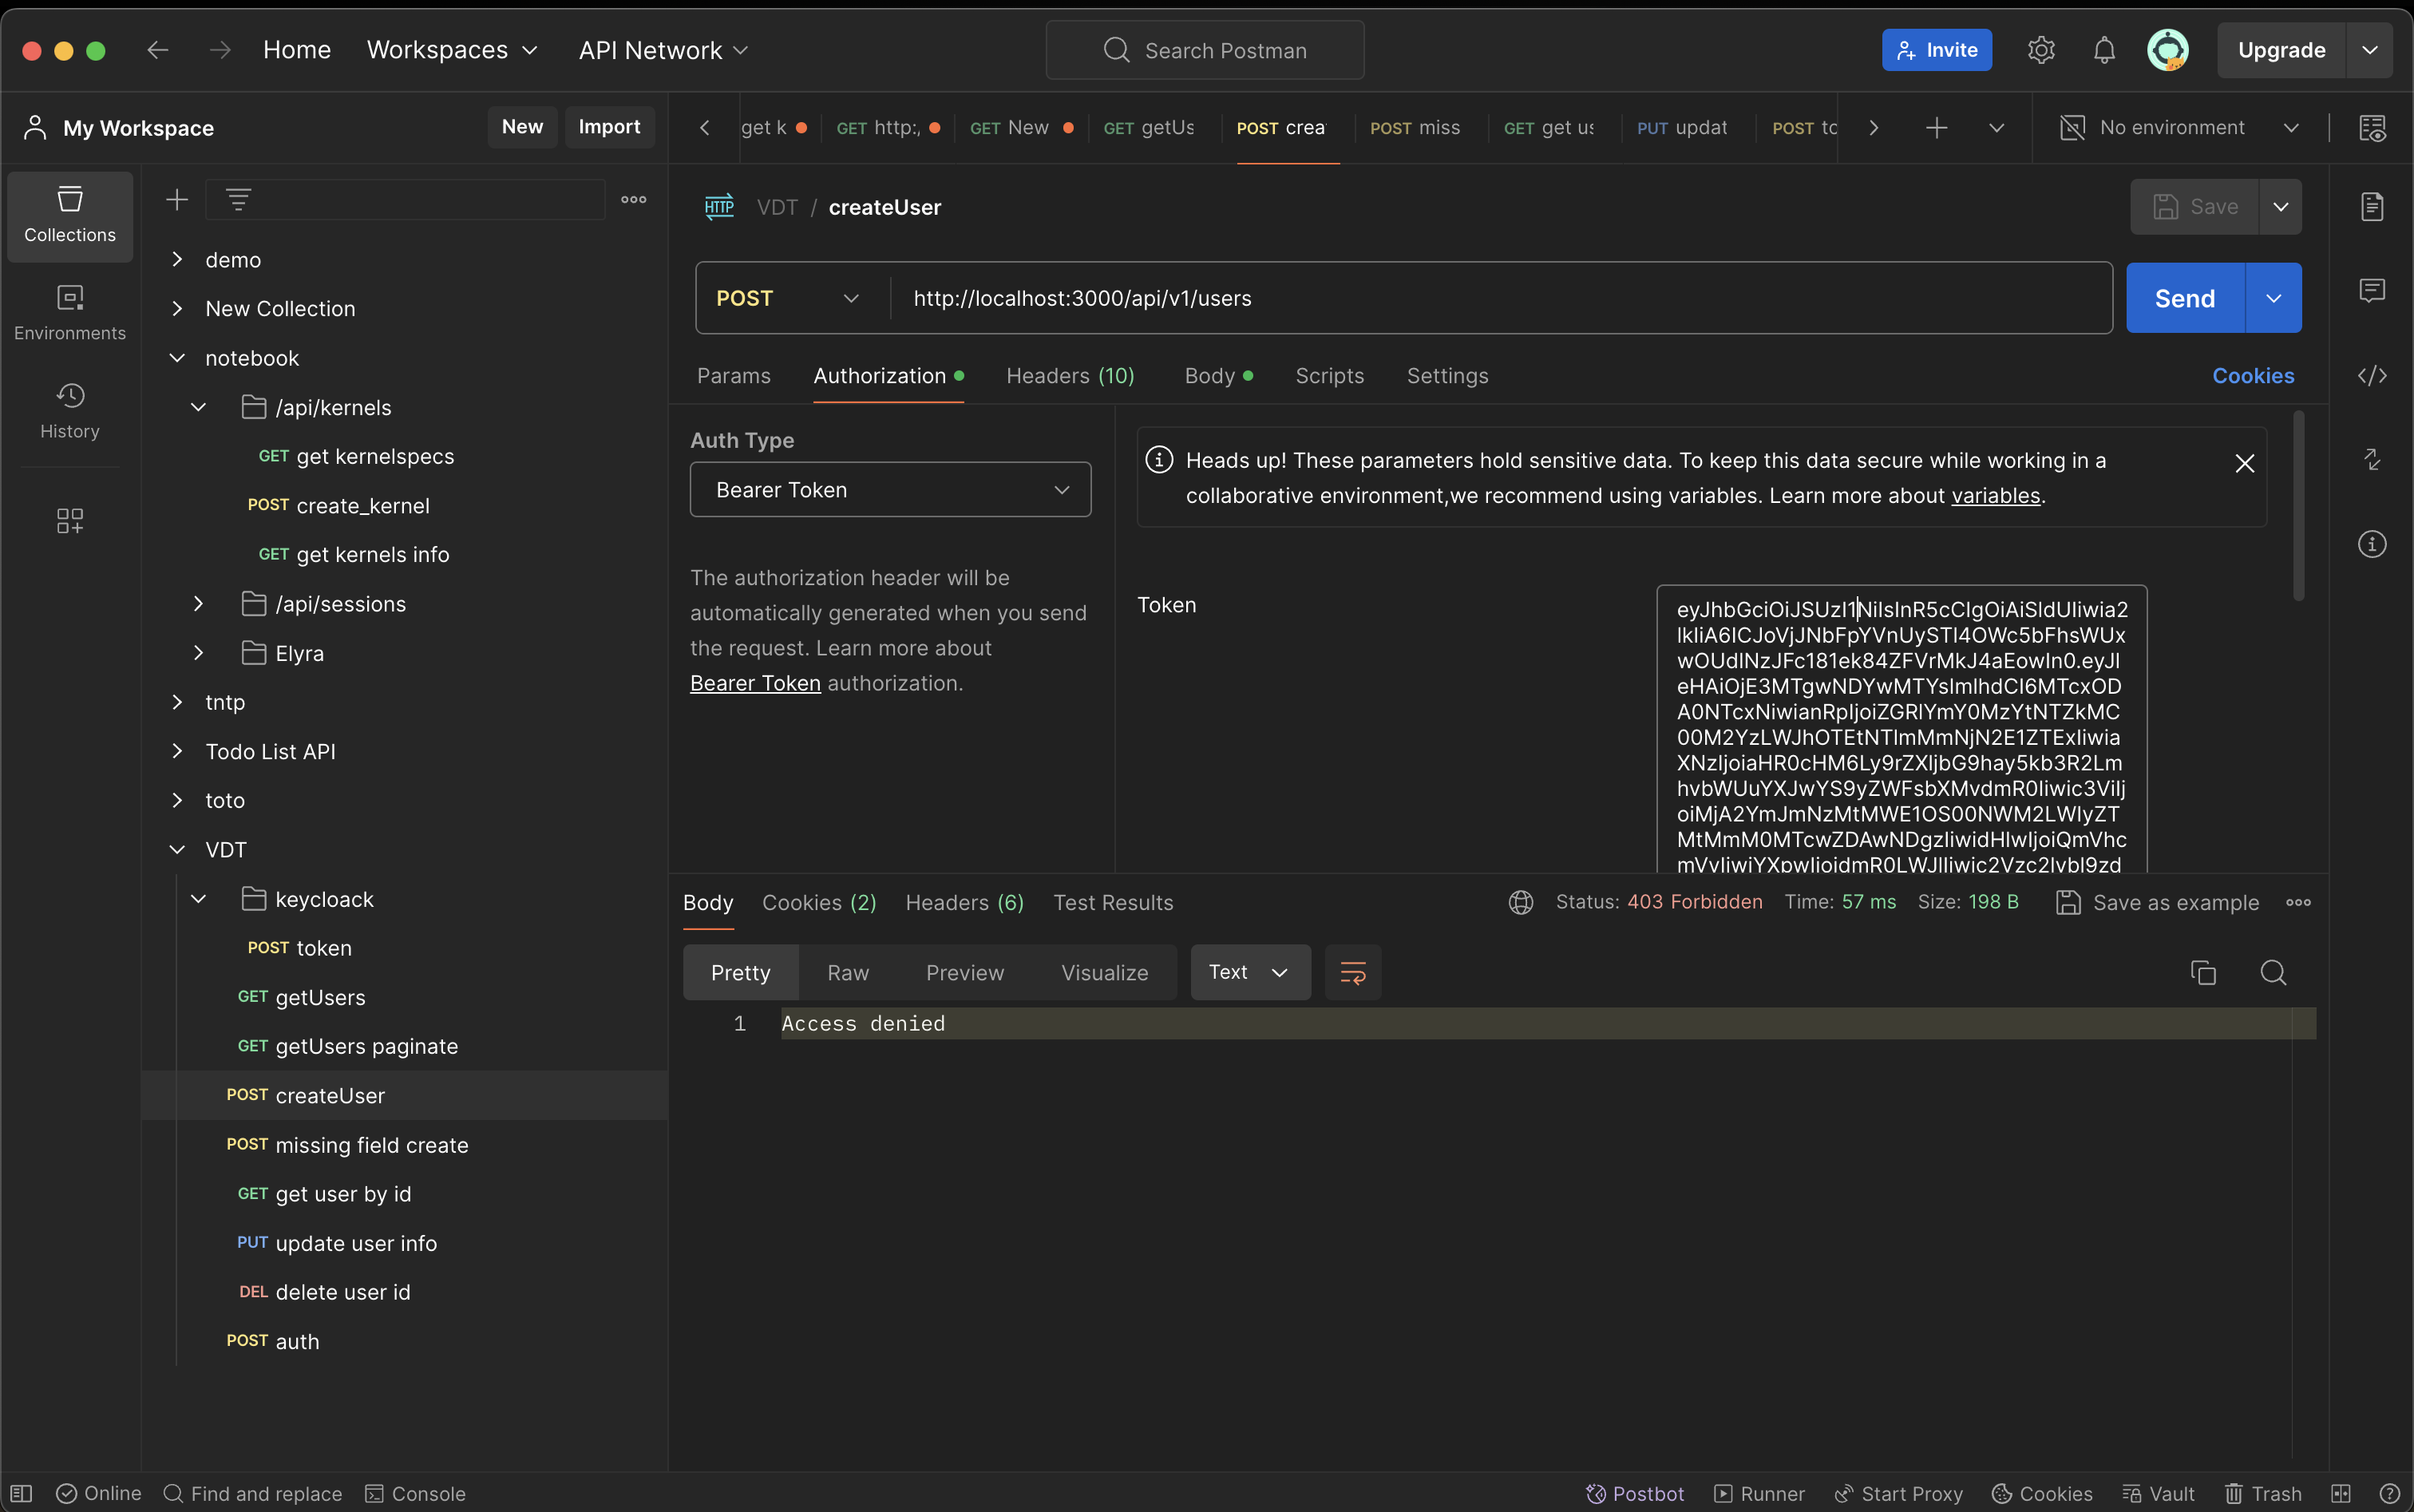 Home
Workspaces
API Network
Search Postman
Invite
Upgrade
My Workspace
New
Import
get k
GET http:/
GET New
GET getUs
POST crea
POST miss
GET get us
PUT updat
POST to
No environment
Collections
Environments
History
demo
New Collection
notebook
/api/kernels
GET get kernelspecs
POST create_kernel
GET get kernels info
/api/sessions
Elyra
tntp
Todo List API
toto
VDT
keycloack
POST token
GET getUsers
GET getUsers paginate
POST createUser
POST missing field create
GET get user by id
PUT update user info
DEL delete user id
POST auth
HTTP
VDT / createUser
Save
POST
http://localhost:3000/api/v1/users
Send
Params
Authorization
Headers (10)
Body
Scripts
Settings
Cookies
Auth Type
Bearer Token
The authorization header will be
automatically generated when you send
the request. Learn more about
Bearer Token authorization.
Heads up! These parameters hold sensitive data. To keep this data secure while working in a
collaborative environment,we recommend using variables. Learn more about variables.
Token
Body
Cookies (2)
Headers (6)
Test Results
Status: 403 Forbidden
Time: 57 ms
Size: 198 B
Save as example
Pretty
Raw
Preview
Visualize
Text
1
Access denied
Online
Find and replace
Console
Postbot
Runner
Start Proxy
Cookies
Vault
Trash